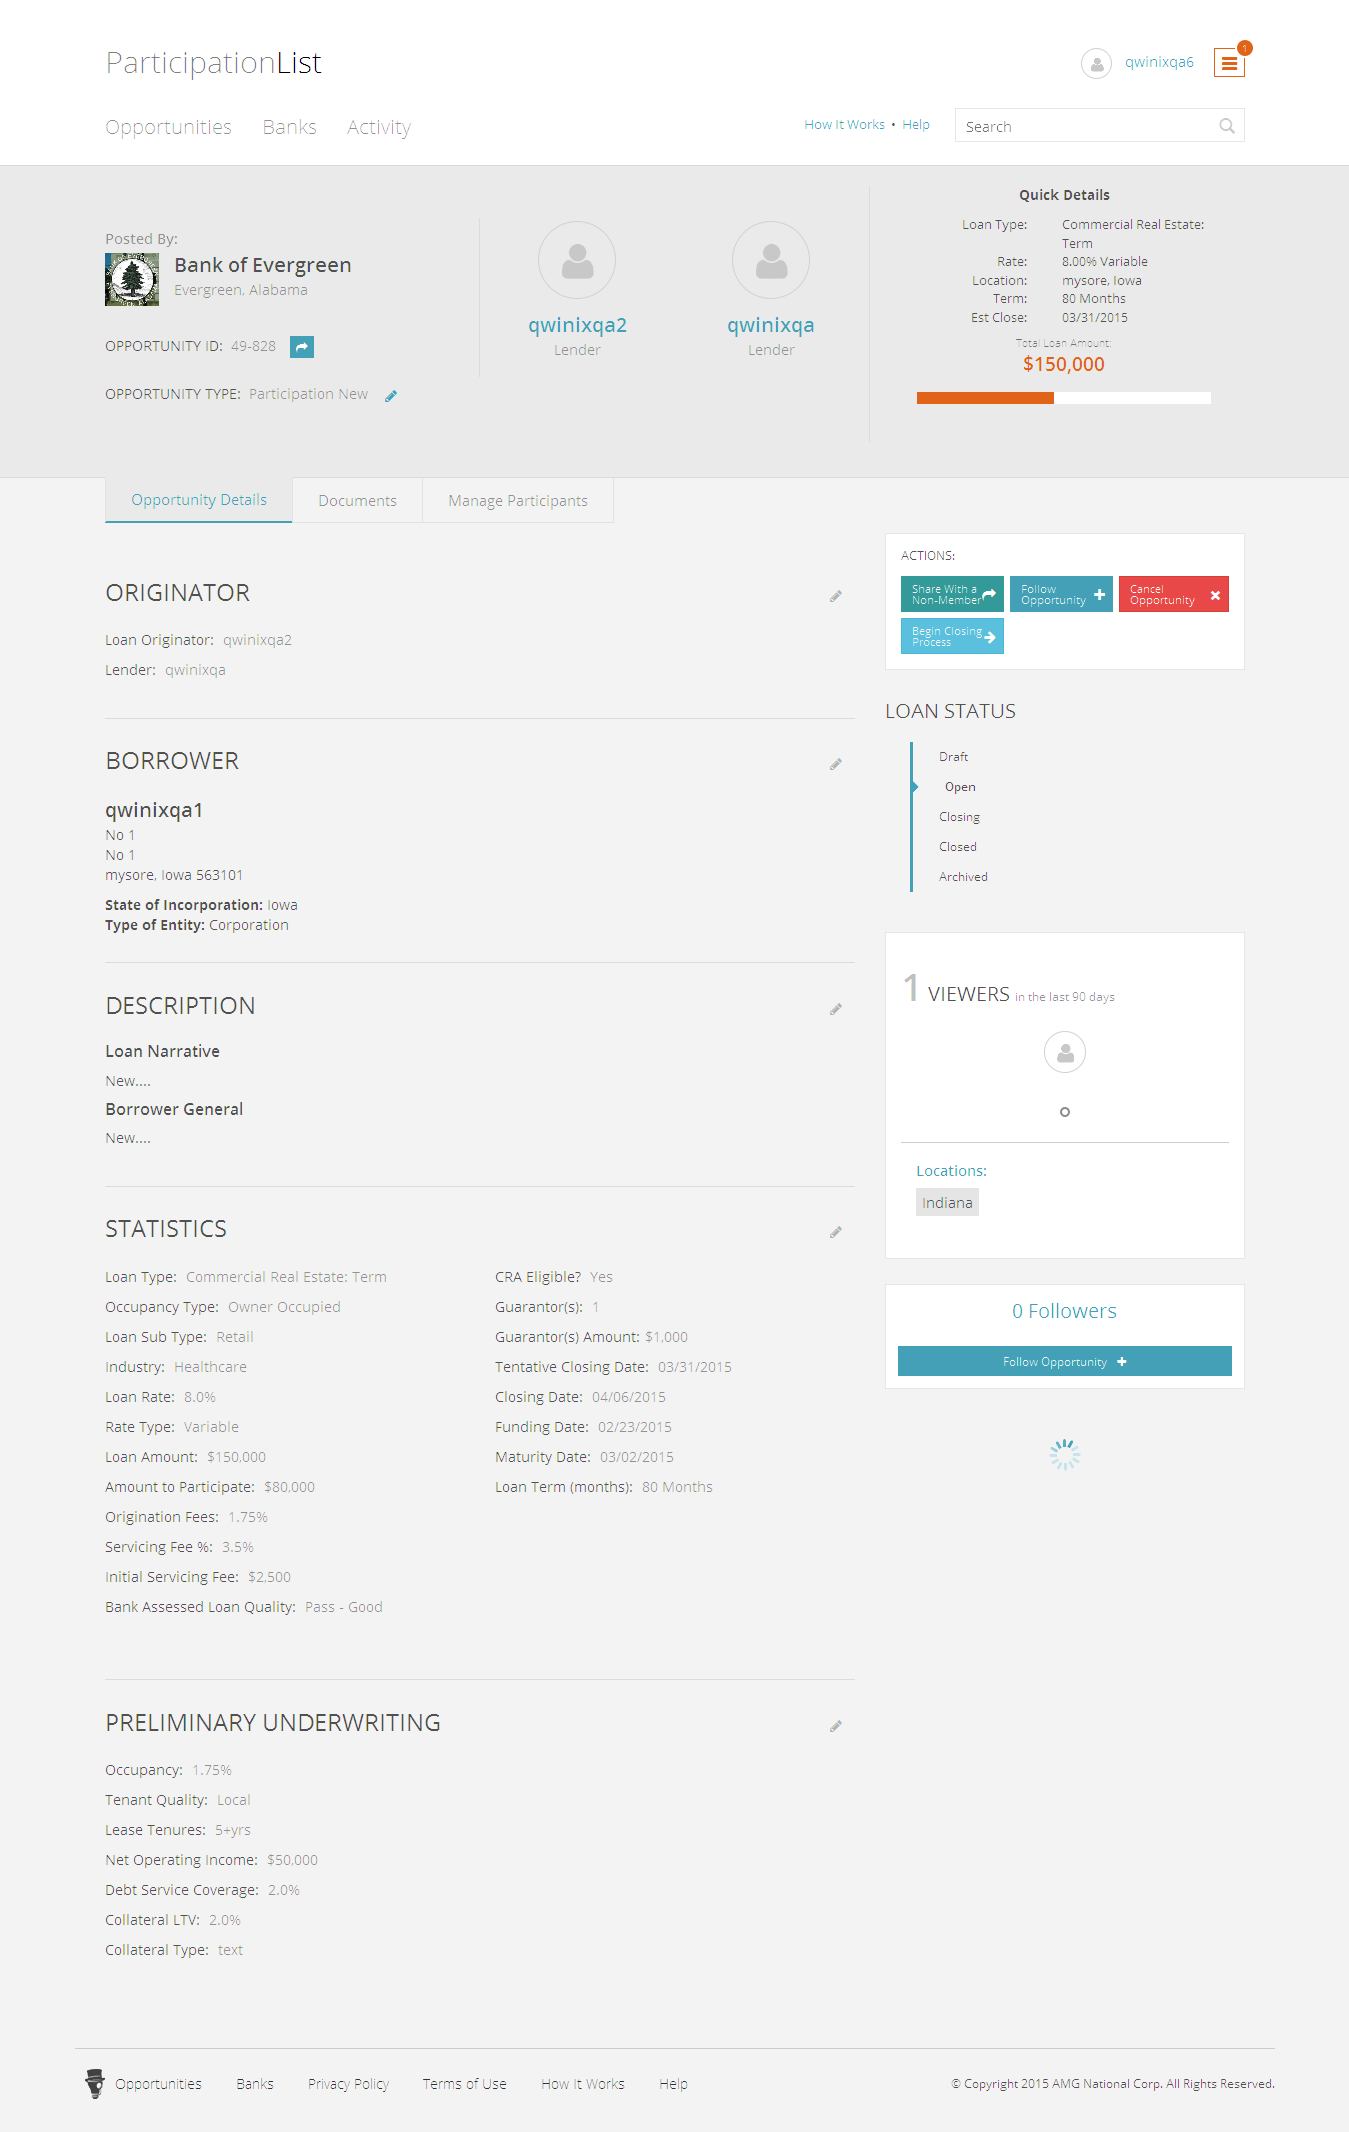 ParticipationList
qwinixqa6
1
Opportunities Banks Activity
How It Works • Help
Search
Posted By:
Bank of Evergreen
Evergreen, Alabama
OPPORTUNITY ID: 49-828
OPPORTUNITY TYPE: Participation New
qwinixqa2
Lender
qwinixqa
Lender
Quick Details
Loan Type: Commercial Real Estate:
Term
Rate: 8.00% Variable
Location: mysore, Iowa
Term: 80 Months
Est Close: 03/31/2015
Total Loan Amount:
$150,000
Opportunity Details
Documents
Manage Participants
ORIGINATOR
Loan Originator: qwinixqa2
Lender: qwinixqa
BORROWER
qwinixqa1
No 1
No 1
mysore, Iowa 563101
State of Incorporation: Iowa
Type of Entity: Corporation
DESCRIPTION
Loan Narrative
New....
Borrower General
New....
STATISTICS
Loan Type: Commercial Real Estate: Term
Occupancy Type: Owner Occupied
Loan Sub Type: Retail
Industry: Healthcare
Loan Rate: 8.0%
Rate Type: Variable
Loan Amount: $150,000
Amount to Participate: $80,000
Origination Fees: 1.75%
Servicing Fee %: 3.5%
Initial Servicing Fee: $2,500
Bank Assessed Loan Quality: Pass - Good
CRA Eligible? Yes
Guarantor(s): 1
Guarantor(s) Amount: $1,000
Tentative Closing Date: 03/31/2015
Closing Date: 04/06/2015
Funding Date: 02/23/2015
Maturity Date: 03/02/2015
Loan Term (months): 80 Months
PRELIMINARY UNDERWRITING
Occupancy: 1.75%
Tenant Quality: Local
Lease Tenures: 5+yrs
Net Operating Income: $50,000
Debt Service Coverage: 2.0%
Collateral LTV: 2.0%
Collateral Type: text
ACTIONS:
Share With a
Non-Member
Follow
Opportunity
Cancel
Opportunity
Begin Closing
Process
LOAN STATUS
Draft
Open
Closing
Closed
Archived
1 VIEWERS in the last 90 days
Locations:
Indiana
0 Followers
Follow Opportunity
Opportunities Banks Privacy Policy Terms of Use How It Works Help
© Copyright 2015 AMG National Corp. All Rights Reserved.